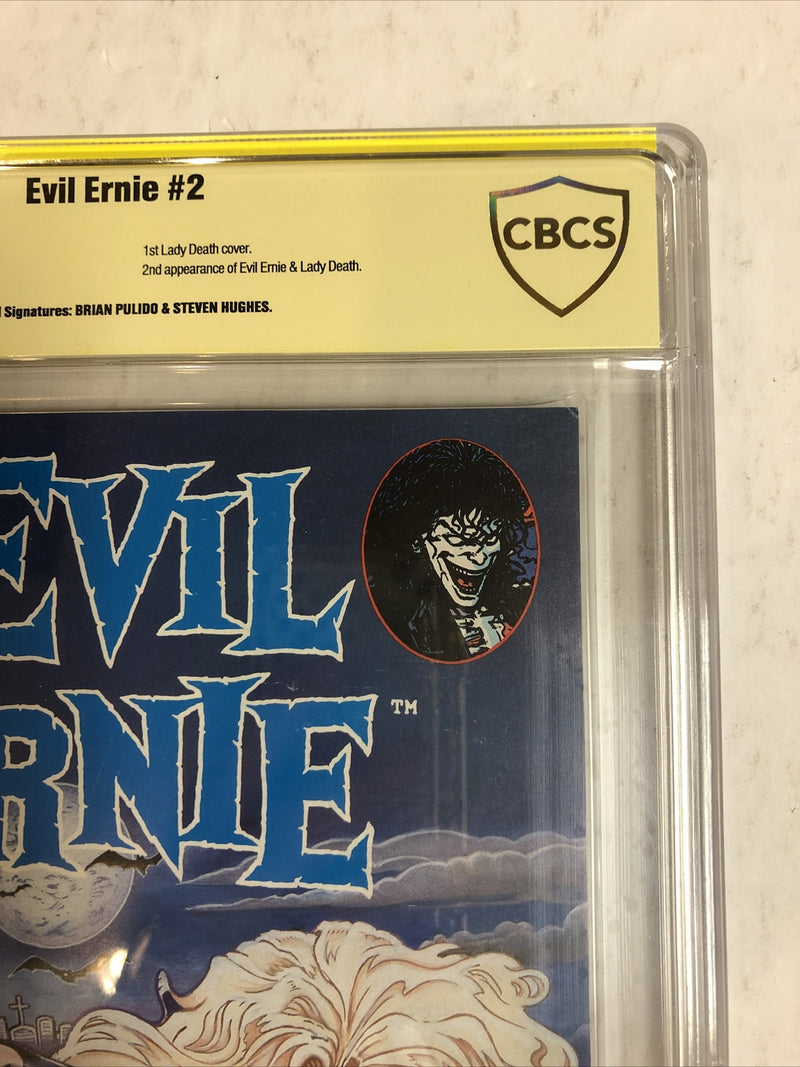 Evil Ernie #2
CBCS
1st Lady Death cover.
2nd appearance of Evil Ernie & Lady Death.
Signatures: BRIAN PULIDO & STEVEN HUGHES.
EVIL
RNIE TM